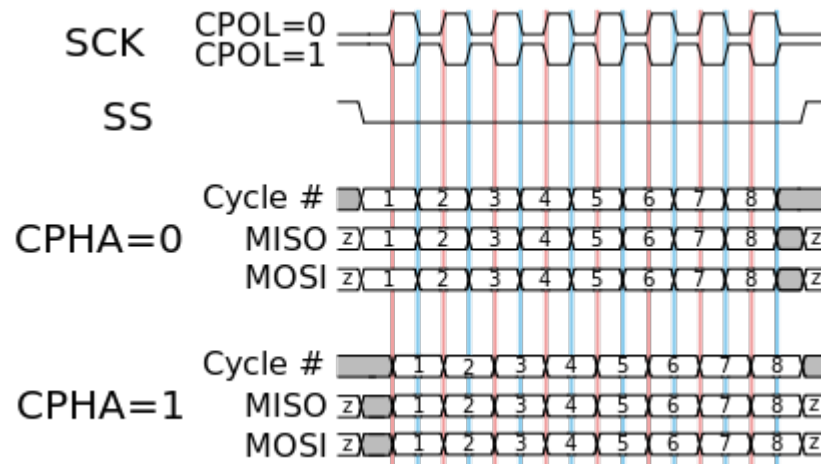 SCK CPOL=0
CPOL=1
SS
Cycle # 1 2 3 4 5 6 7 8
CPHA=0 MISO z 1 2 3 4 5 6 7 8 z
MOSI z 1 2 3 4 5 6 7 8 z
Cycle # 1 2 3 4 5 6 7 8
CPHA=1 MISO z 1 2 3 4 5 6 7 8 z
MOSI z 1 2 3 4 5 6 7 8 z